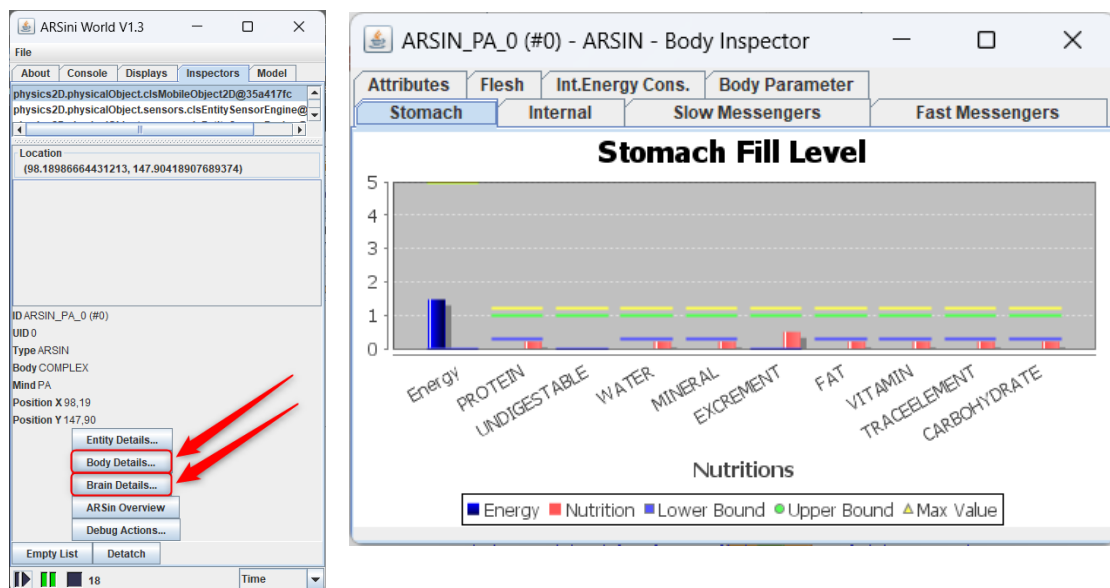 ARSini World V1.3
File
About Console Displays Inspectors Model
physics2D.physicalObject.clsMobileObject2D@35a417fc
physics2D.physicalObject.sensors.clsEntitySensorEngine@
Location
(98.18986664431213, 147.90418907689374)
ID ARSIN_PA_0 (#0)
UID 0
Type ARSIN
Body COMPLEX
Mind PA
Position X 98,19
Position Y 147,90
Entity Details...
Body Details...
Brain Details...
ARSin Overview
Debug Actions...
Empty List Detatch
18 Time
ARSIN_PA_0 (#0) - ARSIN - Body Inspector
Attributes Flesh Int.Energy Cons. Body Parameter
Stomach Internal Slow Messengers Fast Messengers
Stomach Fill Level
5
4
3
2
1
0
Energy PROTEIN UNDIGESTABLE WATER MINERAL EXCREMENT FAT VITAMIN TRACEELEMENT CARBOHYDRATE
Nutritions
Energy Nutrition Lower Bound Upper Bound Max Value